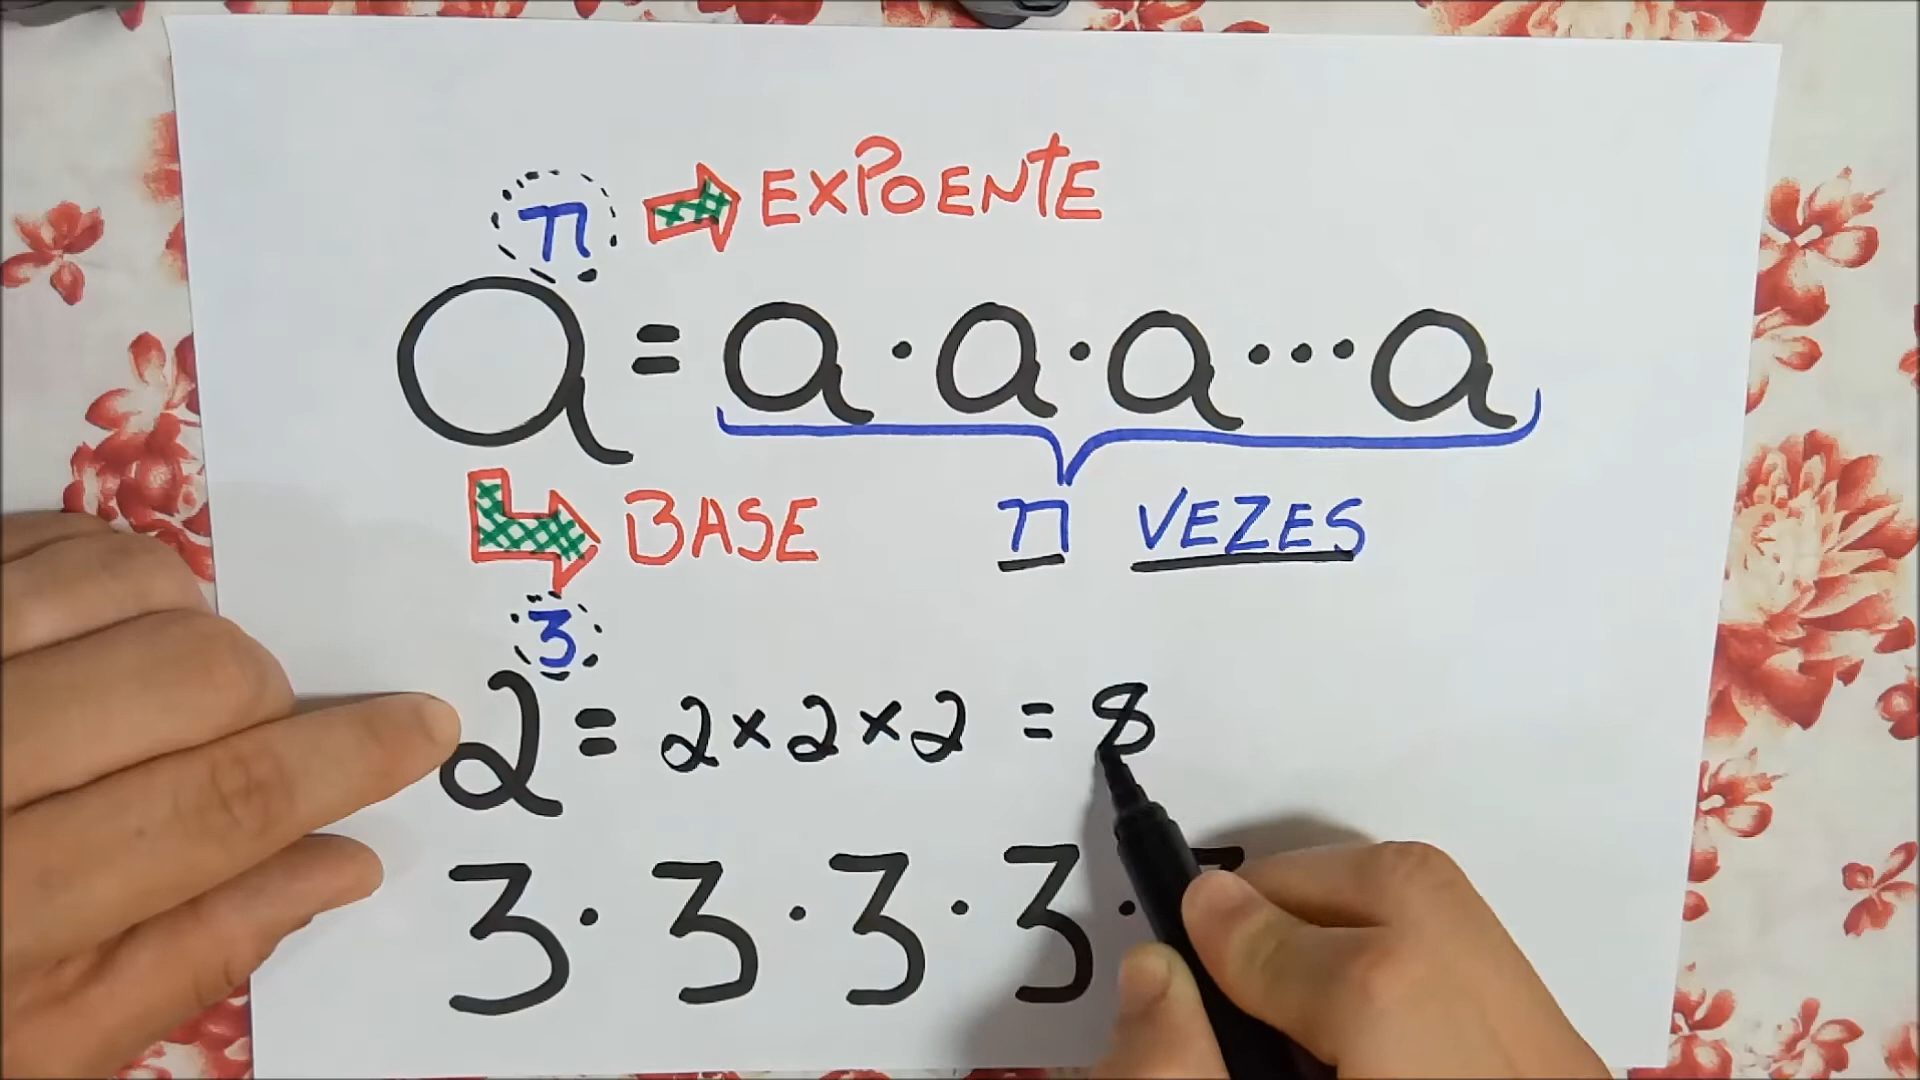 n EXPOENTE
a = a · a · a ··· a
BASE n VEZES
3
2 = 2 × 2 × 2 = 8
3 · 3 · 3 · 3 ·